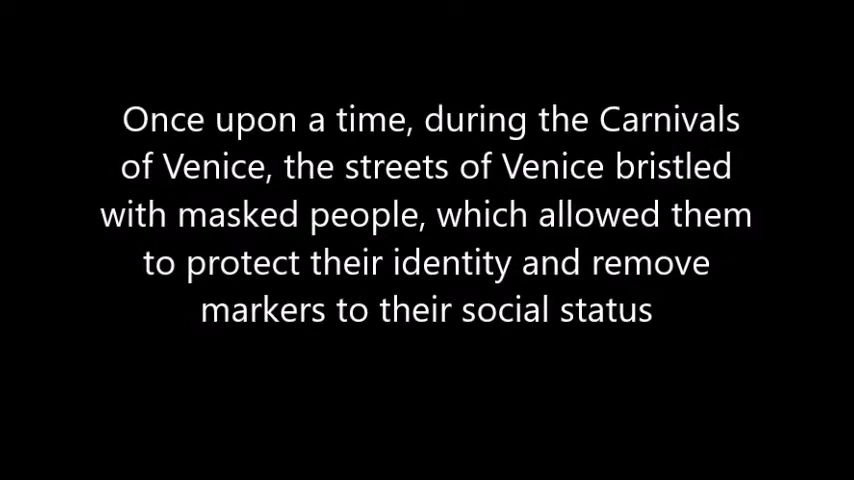 Once upon a time, during the Carnivals
of Venice, the streets of Venice bristled
with masked people, which allowed them
to protect their identity and remove
markers to their social status